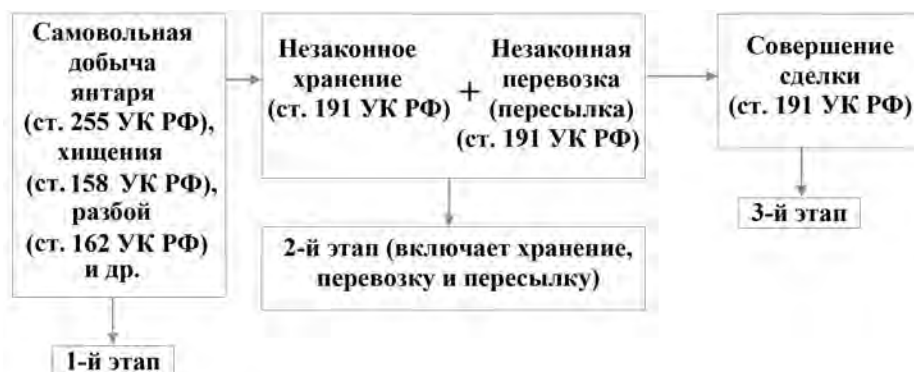 Самовольная
добыча
янтаря
(ст. 255 УК РФ),
хищения
(ст. 158 УК РФ),
разбой
(ст. 162 УК РФ)
и др.
1-й этап
Незаконное
хранение
(ст. 191 УК РФ)
+
Незаконная
перевозка
(пересылка)
(ст. 191 УК РФ)
2-й этап (включает хранение,
перевозку и пересылку)
Совершение
сделки
(ст. 191 УК РФ)
3-й этап